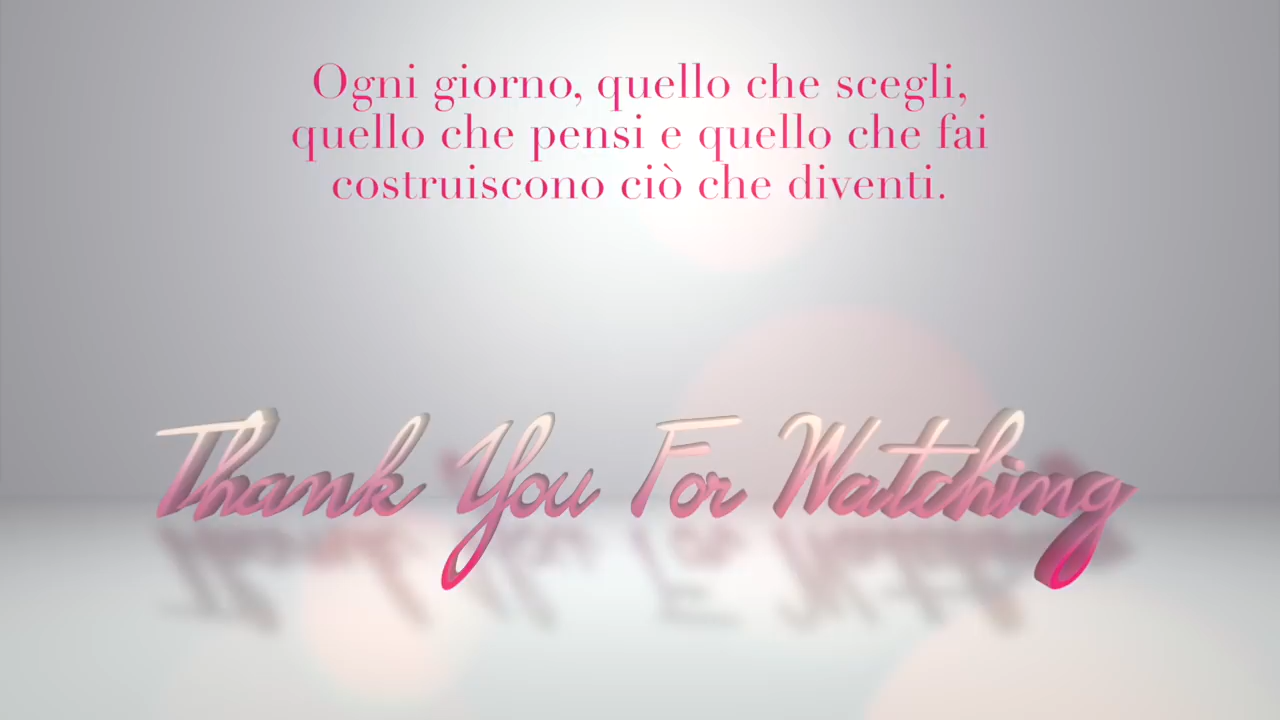 Ogni giorno, quello che scegli,
quello che pensi e quello che fai
costruiscono ciò che diventi.
Thank You For Watching